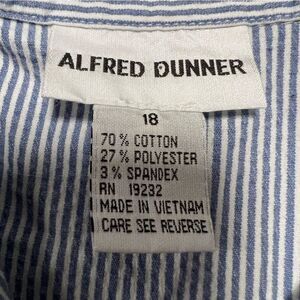 ALFRED DUNNER
18
70% COTTON
27% POLYESTER
3% SPANDEX
RN 19232
MADE IN VIETNAM
CARE SEE REVERSE